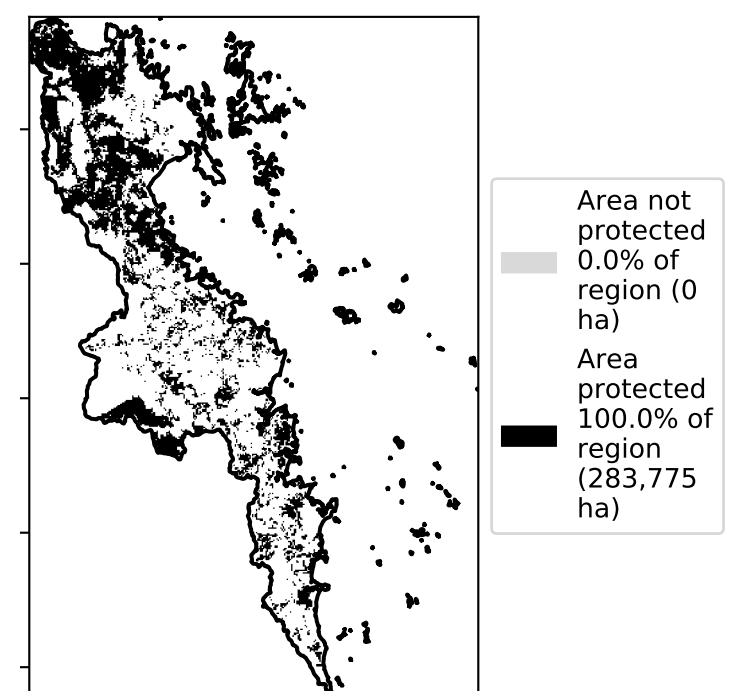 Area not
protected
0.0% of
region (0
ha)
Area
protected
100.0% of
region
(283,775
ha)